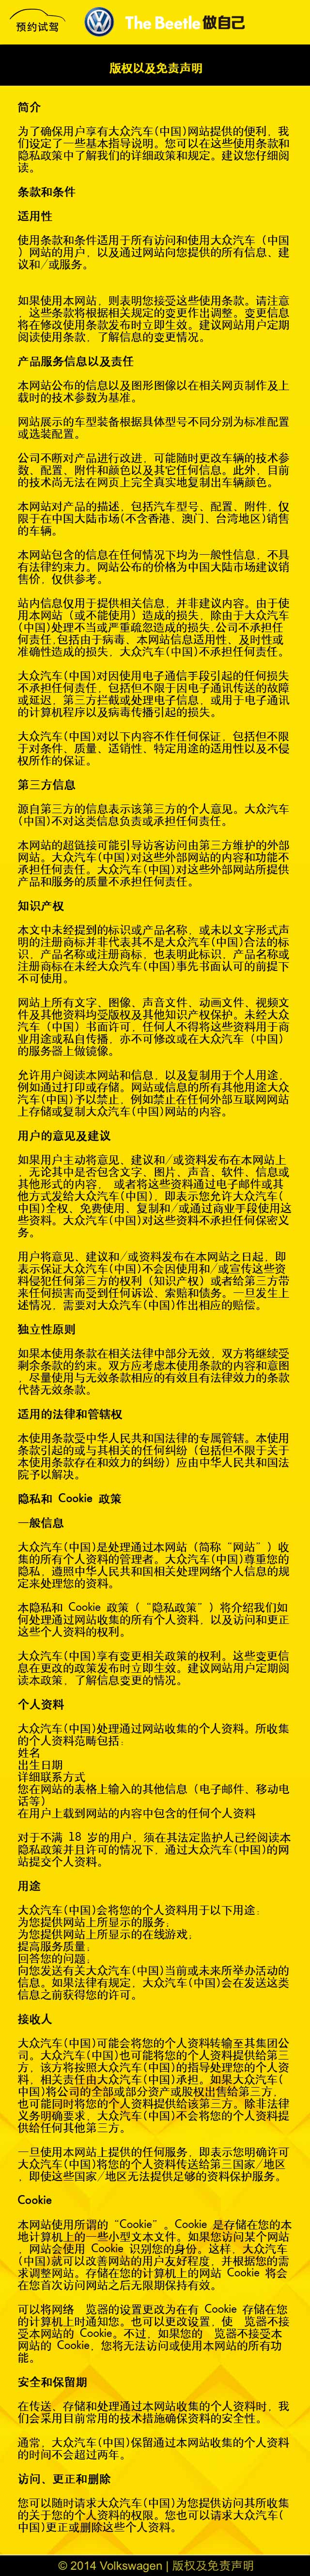 预约试驾
The Beetle 做自己
版权以及免责声明
简介
为了确保用户享有大众汽车(中国)网站提供的便利，我
们设定了一些基本指导说明。您可以在这些使用条款和
隐私政策中了解我们的详细政策和规定。建议您仔细阅
读。
条款和条件
适用性
使用条款和条件适用于所有访问和使用大众汽车（中国
）网站的用户，以及通过网站向您提供的所有信息、建
议和/或服务。
如果使用本网站，则表明您接受这些使用条款。请注意
，这些条款将根据相关规定的变更作出调整。变更信息
将在修改使用条款发布时立即生效。建议网站用户定期
阅读使用条款，了解信息的变更情况。
产品服务信息以及责任
本网站公布的信息以及图形图像以在相关网页制作及上
载时的技术参数为基准。
网站展示的车型装备根据具体型号不同分别为标准配置
或选装配置。
公司不断对产品进行改进，可能随时更改车辆的技术参
数、配置、附件和颜色以及其它任何信息。此外，目前
的技术尚无法在网页上完全真实地复制出车辆颜色。
本网站对产品的描述，包括汽车型号、配置、附件，仅
限于在中国大陆市场(不含香港、澳门、台湾地区)销售
的车辆。
本网站包含的信息在任何情况下均为一般性信息，不具
有法律约束力。网站公布的价格为中国大陆市场建议销
售价，仅供参考。
站内信息仅用于提供相关信息，并非建议内容。由于使
用本网站（或不能使用）造成的损失，除由于大众汽车
(中国)处理不当或严重疏忽造成的损失,公司不承担任
何责任,包括由于病毒、本网站信息适用性、及时性或
准确性造成的损失，大众汽车(中国)不承担任何责任。
大众汽车(中国)对因使用电子通信手段引起的任何损失
不承担任何责任，包括但不限于因电子通讯传送的故障
或延迟，第三方拦截或处理电子信息，或用于电子通讯
的计算机程序以及病毒传播引起的损失。
大众汽车(中国)对以下内容不作任何保证，包括但不限
于对条件、质量、适销性、特定用途的适用性以及不侵
权所作的保证。
第三方信息
源自第三方的信息表示该第三方的个人意见。大众汽车
(中国)不对这类信息负责或承担任何责任。
本网站的超链接可能引导访客访问由第三方维护的外部
网站。大众汽车(中国)对这些外部网站的内容和功能不
承担任何责任。大众汽车(中国)对这些外部网站所提供
产品和服务的质量不承担任何责任。
知识产权
本文中未经提到的标识或产品名称，或未以文字形式声
明的注册商标并非代表其不是大众汽车(中国)合法的标
识，产品名称或注册商标，也表明此标识，产品名称或
注册商标在未经大众汽车(中国)事先书面认可的前提下
不可使用。
网站上所有文字、图像、声音文件、动画文件、视频文
件及其他资料均受版权及其他知识产权保护。未经大众
汽车（中国）书面许可，任何人不得将这些资料用于商
业用途或私自传播，亦不可修改或在大众汽车（中国）
的服务器上做镜像。
允许用户阅读本网站和信息，以及复制用于个人用途，
例如通过打印或存储。网站或信息的所有其他用途大众
汽车(中国)予以禁止，例如禁止在任何外部互联网网站
上存储或复制大众汽车(中国)网站的内容。
用户的意见及建议
如果用户主动将意见、建议和/或资料发布在本网站上
，无论其中是否包含文字、图片、声音、软件、信息或
其他形式的内容， 或者将这些资料通过电子邮件或其
他方式发给大众汽车(中国)，即表示您允许大众汽车(
中国)全权、免费使用、复制和/或通过商业手段使用这
些资料。大众汽车(中国)对这些资料不承担任何保密义
务。
用户将意见、建议和/或资料发布在本网站之日起，即
表示保证大众汽车(中国)不会因使用和/或宣传这些资
料侵犯任何第三方的权利（知识产权）或者给第三方带
来任何损害而受到任何诉讼、索赔和债务。一旦发生上
述情况，需要对大众汽车(中国)作出相应的赔偿。
独立性原则
如果本使用条款在相关法律中部分无效，双方将继续受
剩余条款的约束。双方应考虑本使用条款的内容和意图
，尽量使用与无效条款相应的有效且有法律效力的条款
代替无效条款。
适用的法律和管辖权
本使用条款受中华人民共和国法律的专属管辖。本使用
条款引起的或与其相关的任何纠纷（包括但不限于关于
本使用条款存在和效力的纠纷）应由中华人民共和国法
院予以解决。
隐私和 Cookie 政策
一般信息
大众汽车(中国)是处理通过本网站（简称“网站”）收
集的所有个人资料的管理者。大众汽车(中国)尊重您的
隐私，遵照中华人民共和国相关处理网络个人信息的规
定来处理您的资料。
本隐私和 Cookie 政策（“隐私政策”）将介绍我们如
何处理通过网站收集的所有个人资料，以及访问和更正
这些个人资料的权利。
大众汽车(中国)享有变更相关政策的权利。这些变更信
息在更改的政策发布时立即生效。建议网站用户定期阅
读本政策，了解信息变更的情况。
个人资料
大众汽车(中国)处理通过网站收集的个人资料。所收集
的个人资料范畴包括：
姓名
出生日期
详细联系方式
您在网站的表格上输入的其他信息（电子邮件、移动电
话等）
在用户上载到网站的内容中包含的任何个人资料
对于不满 18 岁的用户，须在其法定监护人已经阅读本
隐私政策并且许可的情况下，通过大众汽车(中国)的网
站提交个人资料。
用途
大众汽车(中国)会将您的个人资料用于以下用途：
为您提供网站上所显示的服务；
为您提供网站上所显示的在线游戏；
提高服务质量；
回答您的问题；
向您发送有关大众汽车(中国)当前或未来所举办活动的
信息。如果法律有规定，大众汽车(中国)会在发送这类
信息之前获得您的许可。
接收人
大众汽车(中国)可能会将您的个人资料转输至其集团公
司。大众汽车(中国)也可能将您的个人资料提供给第三
方，该方将按照大众汽车(中国)的指导处理您的个人资
料，相关责任由大众汽车(中国)承担。如果大众汽车(
中国)将公司的全部或部分资产或股权出售给第三方，
也可能同时将您的个人资料提供给该第三方。除非法律
义务明确要求，大众汽车(中国)不会将您的个人资料提
供给任何其他第三方。
一旦使用本网站上提供的任何服务，即表示您明确许可
大众汽车(中国)将您的个人资料传送给第三国家/地区
，即使这些国家/地区无法提供足够的资料保护服务。
Cookie
本网站使用所谓的“Cookie”。Cookie 是存储在您的本
地计算机上的一些小型文本文件。如果您访问某个网站
，网站会使用 Cookie 识别您的身份。这样，大众汽车
(中国)就可以改善网站的用户友好程度，并根据您的需
求调整网站。存储在您的计算机上的网站 Cookie 将会
在您首次访问网站之后无限期保持有效。
可以将网络 览器的设置更改为在有 Cookie 存储在您
的计算机上时通知您。也可以更改设置，使 览器不接
受本网站的 Cookie。不过，如果您的 览器不接受本
网站的 Cookie，您将无法访问或使用本网站的所有功
能。
安全和保留期
在传送、存储和处理通过本网站收集的个人资料时，我
们会采用目前常用的技术措施确保资料的安全性。
通常，大众汽车(中国)保留通过本网站收集的个人资料
的时间不会超过两年。
访问、更正和删除
您可以随时请求大众汽车(中国)为您提供访问其所收集
的关于您的个人资料的权限。您也可以请求大众汽车(
中国)更正或删除这些个人资料。
© 2014 Volkswagen | 版权及免责声明